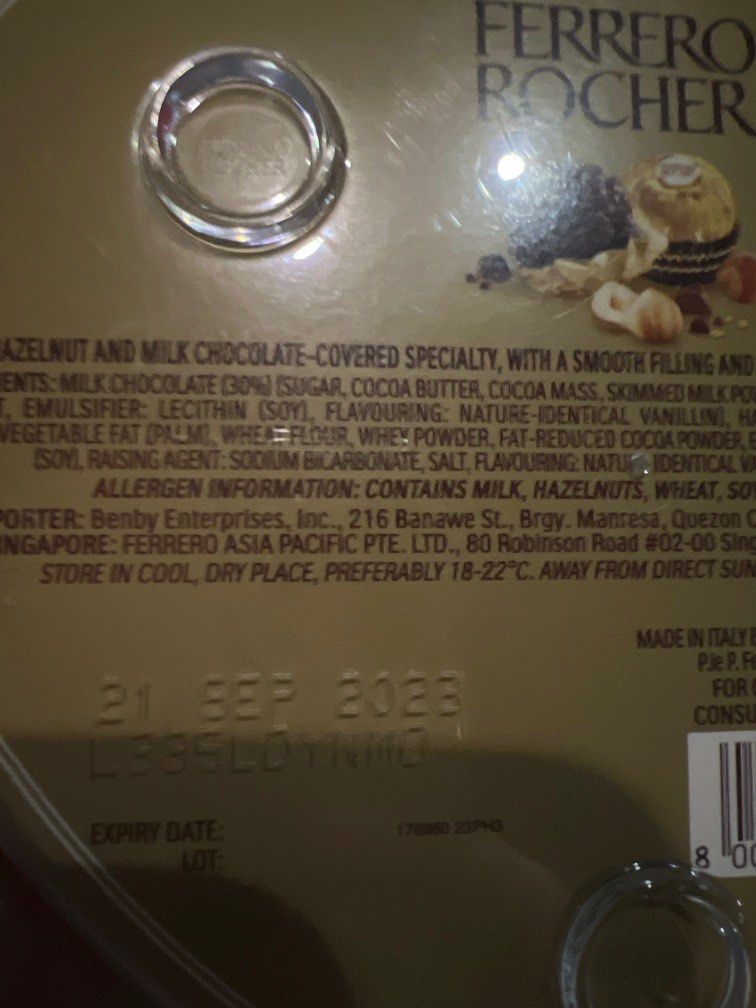 FERRERO
ROCHER
AZELNUT AND MILK CHOCOLATE-COVERED SPECIALTY, WITH A SMOOTH FILLING AND
ENTS: MILK CHOCOLATE (30%) (SUGAR, COCOA BUTTER, COCOA MASS, SKIMMED MILK PO
T, EMULSIFIER: LECITHIN (SOY), FLAVOURING: NATURE-IDENTICAL VANILLIN), HA
VEGETABLE FAT (PALM), WHEAT FLOUR, WHEY POWDER, FAT-REDUCED COCOA POWDER,
(SOY), RAISING AGENT: SODIUM BICARBONATE, SALT, FLAVOURING: NATURE IDENTICAL VA
ALLERGEN INFORMATION: CONTAINS MILK, HAZELNUTS, WHEAT, SOY
PORTER: Benby Enterprises, Inc., 216 Banawe St., Brgy. Manresa, Quezon C
INGAPORE: FERRERO ASIA PACIFIC PTE. LTD., 80 Robinson Road #02-00 Sing
STORE IN COOL, DRY PLACE, PREFERABLY 18-22°C. AWAY FROM DIRECT SUN
MADE IN ITALY B
P.le P. Fe
FOR C
CONSU
21 SEP 2023
EXPIRY DATE:
LOT:
8 00